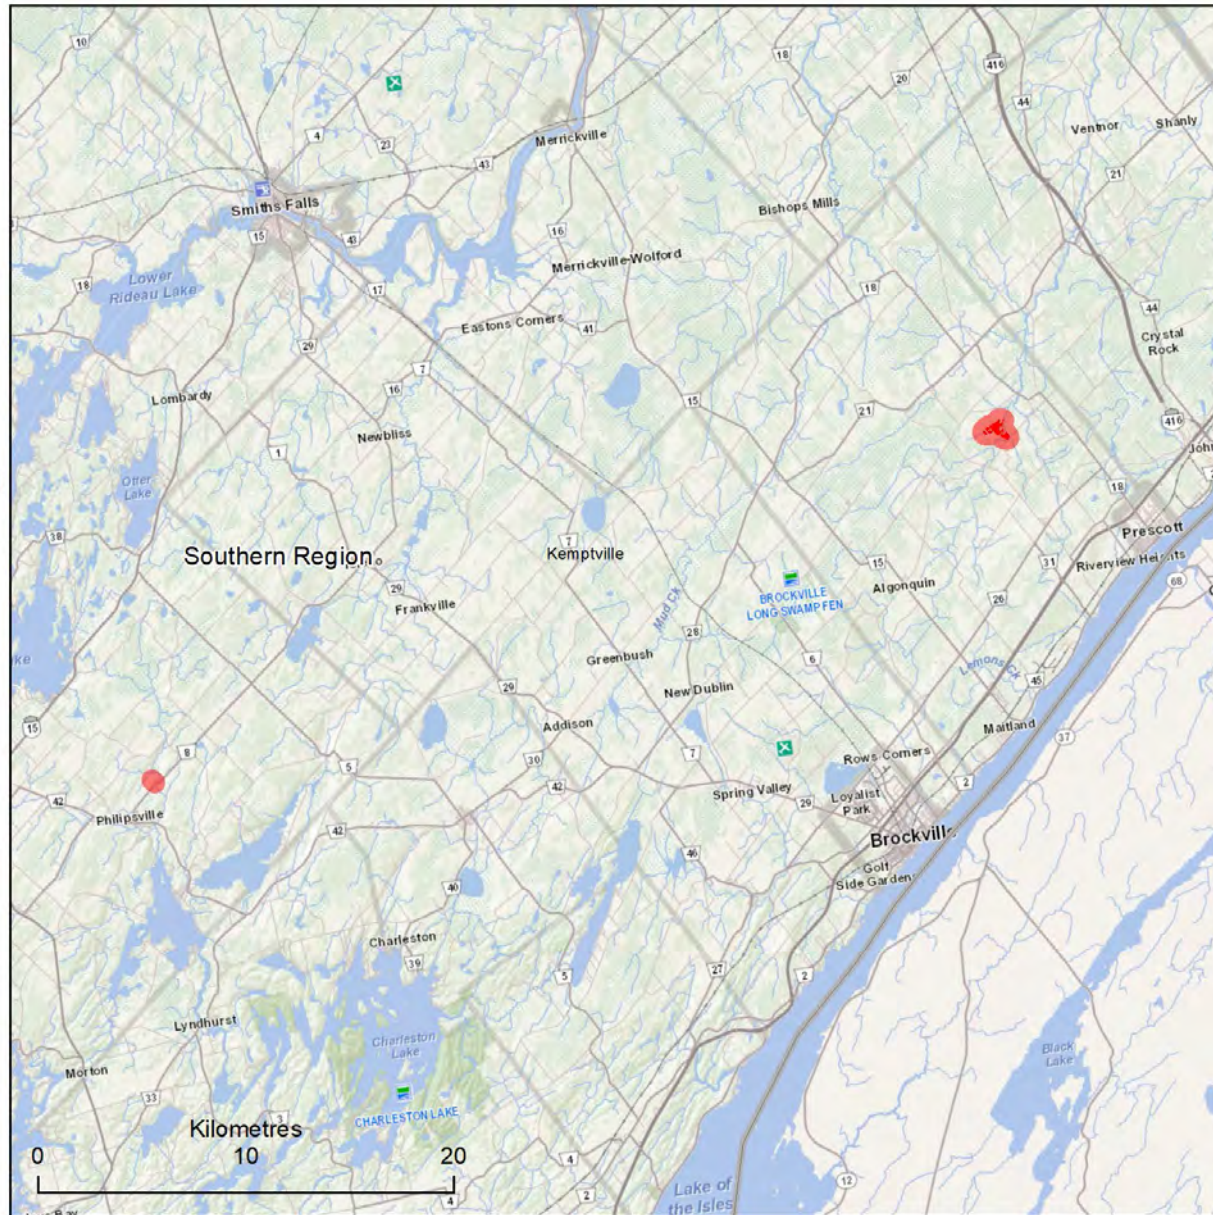 10
18
416
20
44
Ventnor
Shanly
4
23
Merrickville
43
21
Smiths Falls
Bishops Mills
15
43
16
Merrickville-Wolford
Lower
Rideau Lake
18
17
18
Eastons Corners
41
44
29
Crystal
Rock
7
Lombardy
16
15
21
416
Newbliss
1
Otter
Lake
18
38
7
Prescott
Southern Region
Kemptville
15
31
Riverview Heights
BROCKVILLE
LONG SWAMP FEN
Algonquin
68
29
Frankville
26
Mud Ck
28
Greenbush
6
Lemons Ck
45
29
New Dublin
15
Addison
Maitland
37
8
7
Rows Corners
5
30
42
2
Spring Valley
42
29
Loyalist
Park
Philipsville
42
Brockville
46
Golf
Side Gardens
40
Charleston
39
27
5
2
Lyndhurst
Charleston
Lake
Black
Lake
Morton
33
CHARLESTON LAKE
3
Kilometres
0 10 20
4
12
4
2
Lake of
the Isles